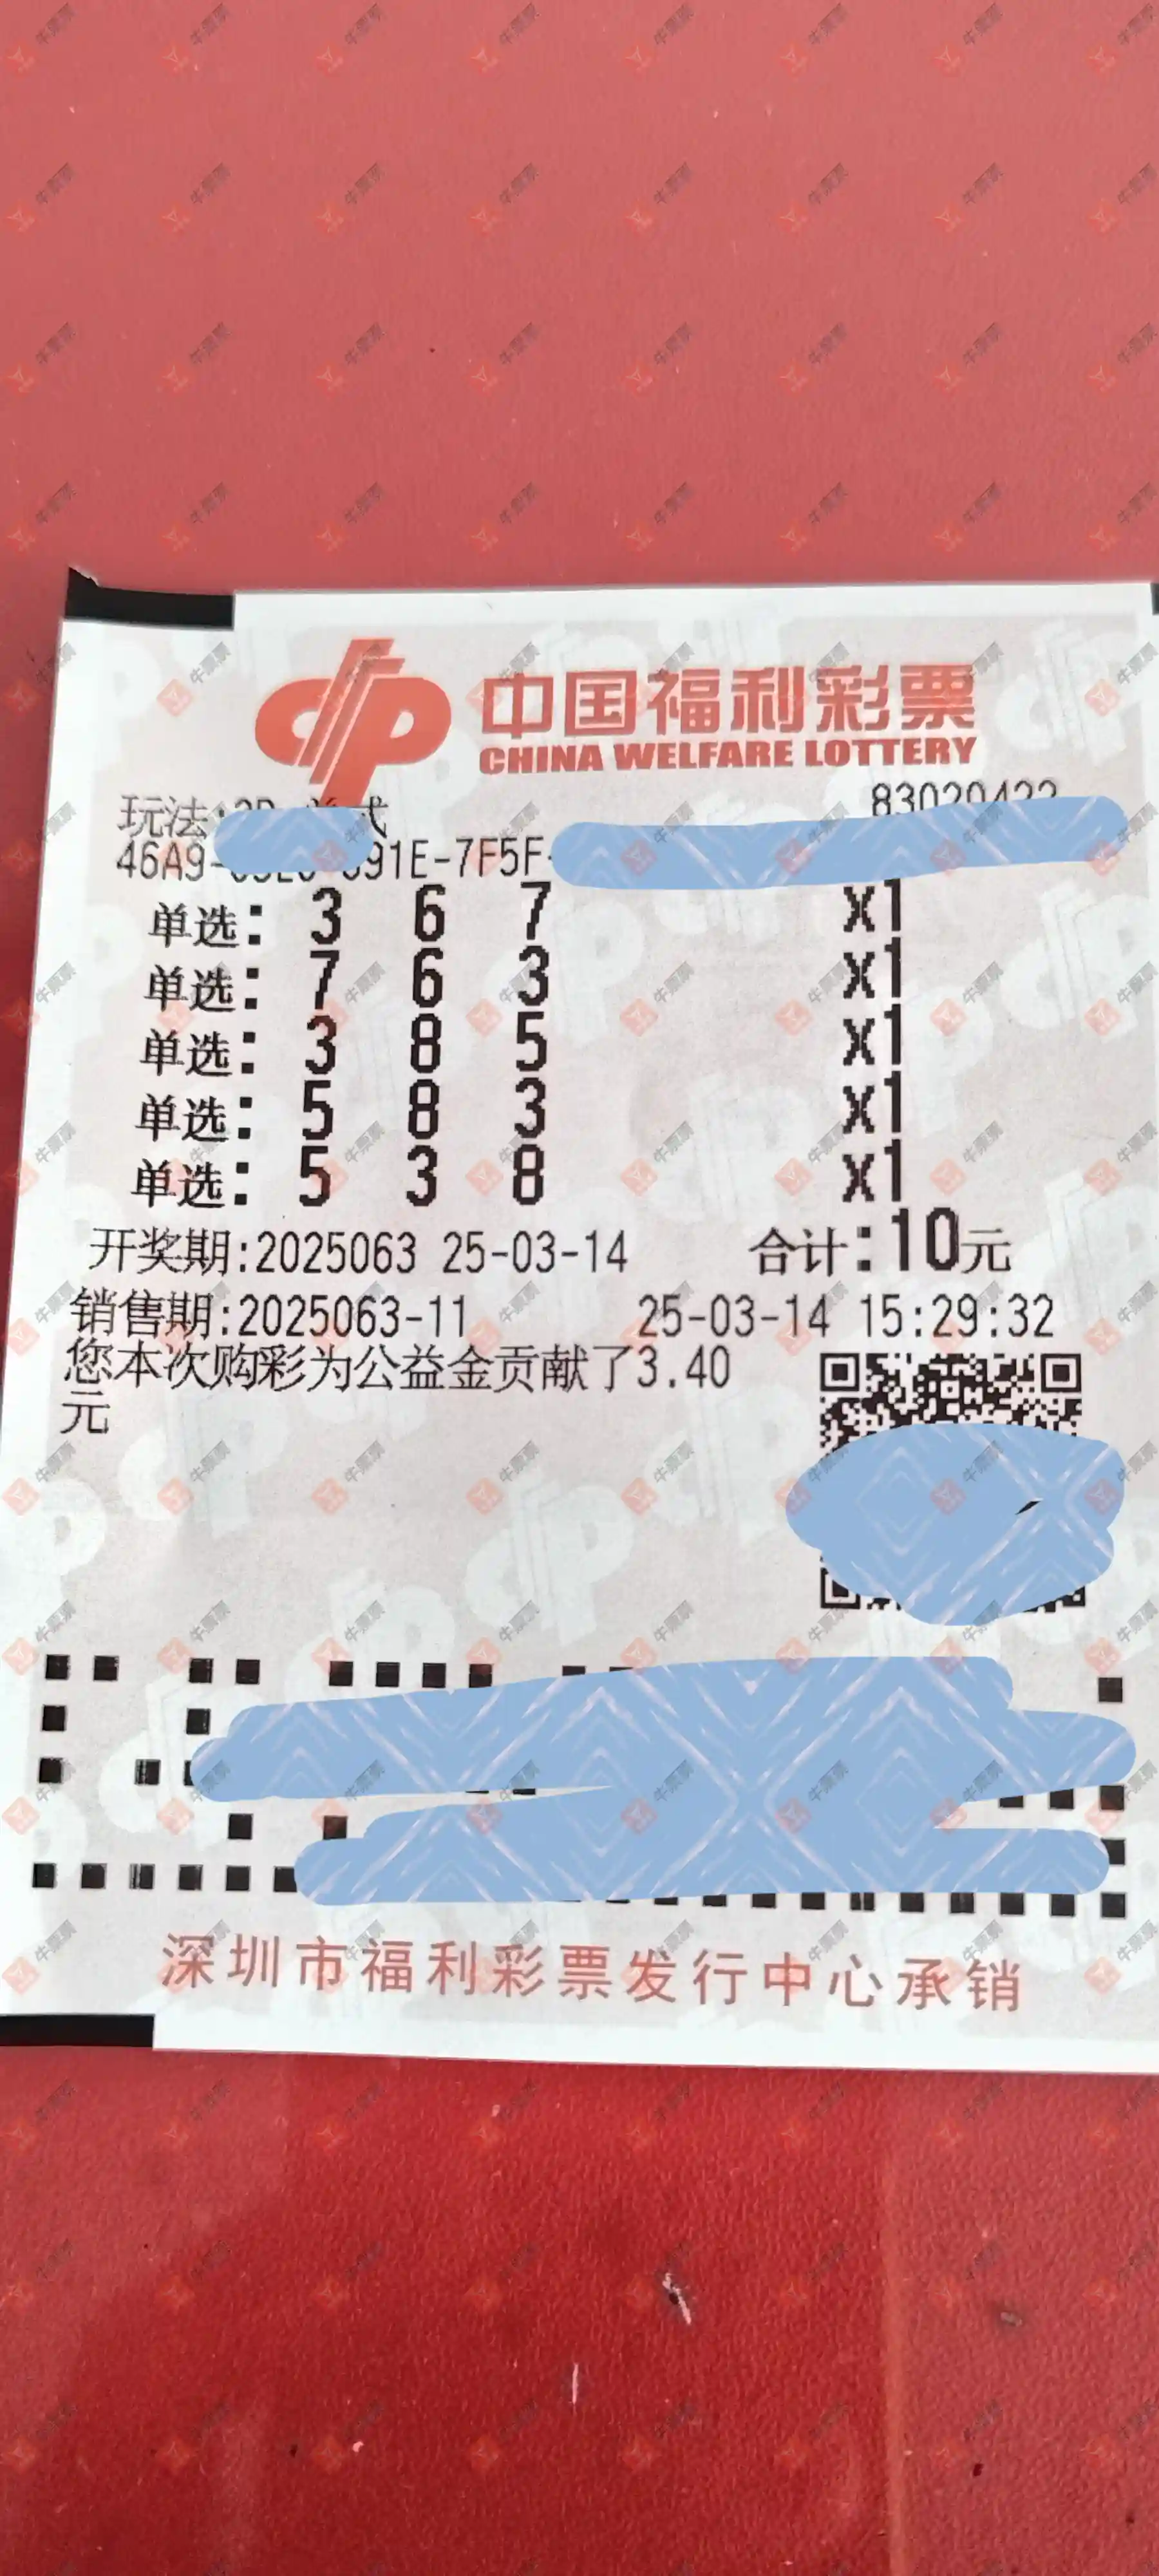 中国福利彩票
CHINA WELFARE LOTTERY
玩法: 式
83020422
46A9- 91E-7F5F-
单选: 3 6 7 x1
单选: 7 6 3 x1
单选: 3 8 5 x1
单选: 5 8 3 x1
单选: 5 3 8 x1
开奖期:2025063 25-03-14 合计:10元
销售期:2025063-11 25-03-14 15:29:32
您本次购彩为公益金贡献了3.40
元
深圳市福利彩票发行中心承销